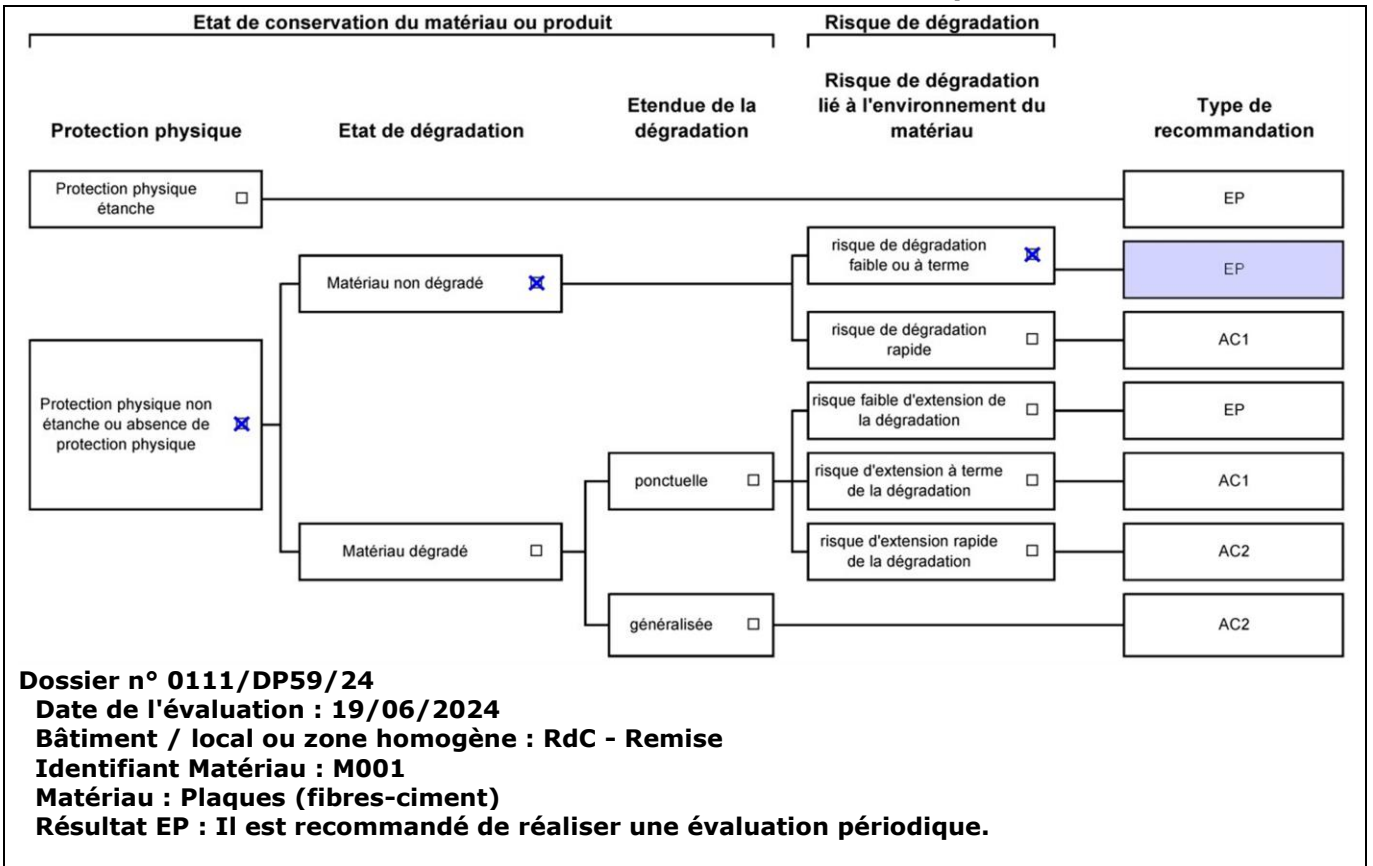 Etat de conservation du matériau ou produit
Risque de dégradation
Protection physique
Etat de dégradation
Etendue de la
dégradation
Risque de dégradation
lié à l'environnement du
matériau
Type de
recommandation
Protection physique
étanche
EP
risque de dégradation
faible ou à terme
EP
Matériau non dégradé
risque de dégradation
rapide
AC1
Protection physique non
étanche ou absence de
protection physique
risque faible d'extension de
la dégradation
EP
ponctuelle
risque d'extension à terme
de la dégradation
AC1
Matériau dégradé
risque d'extension rapide
de la dégradation
AC2
généralisée
AC2
Dossier n° 0111/DP59/24
Date de l'évaluation : 19/06/2024
Bâtiment / local ou zone homogène : RdC - Remise
Identifiant Matériau : M001
Matériau : Plaques (fibres-ciment)
Résultat EP : Il est recommandé de réaliser une évaluation périodique.